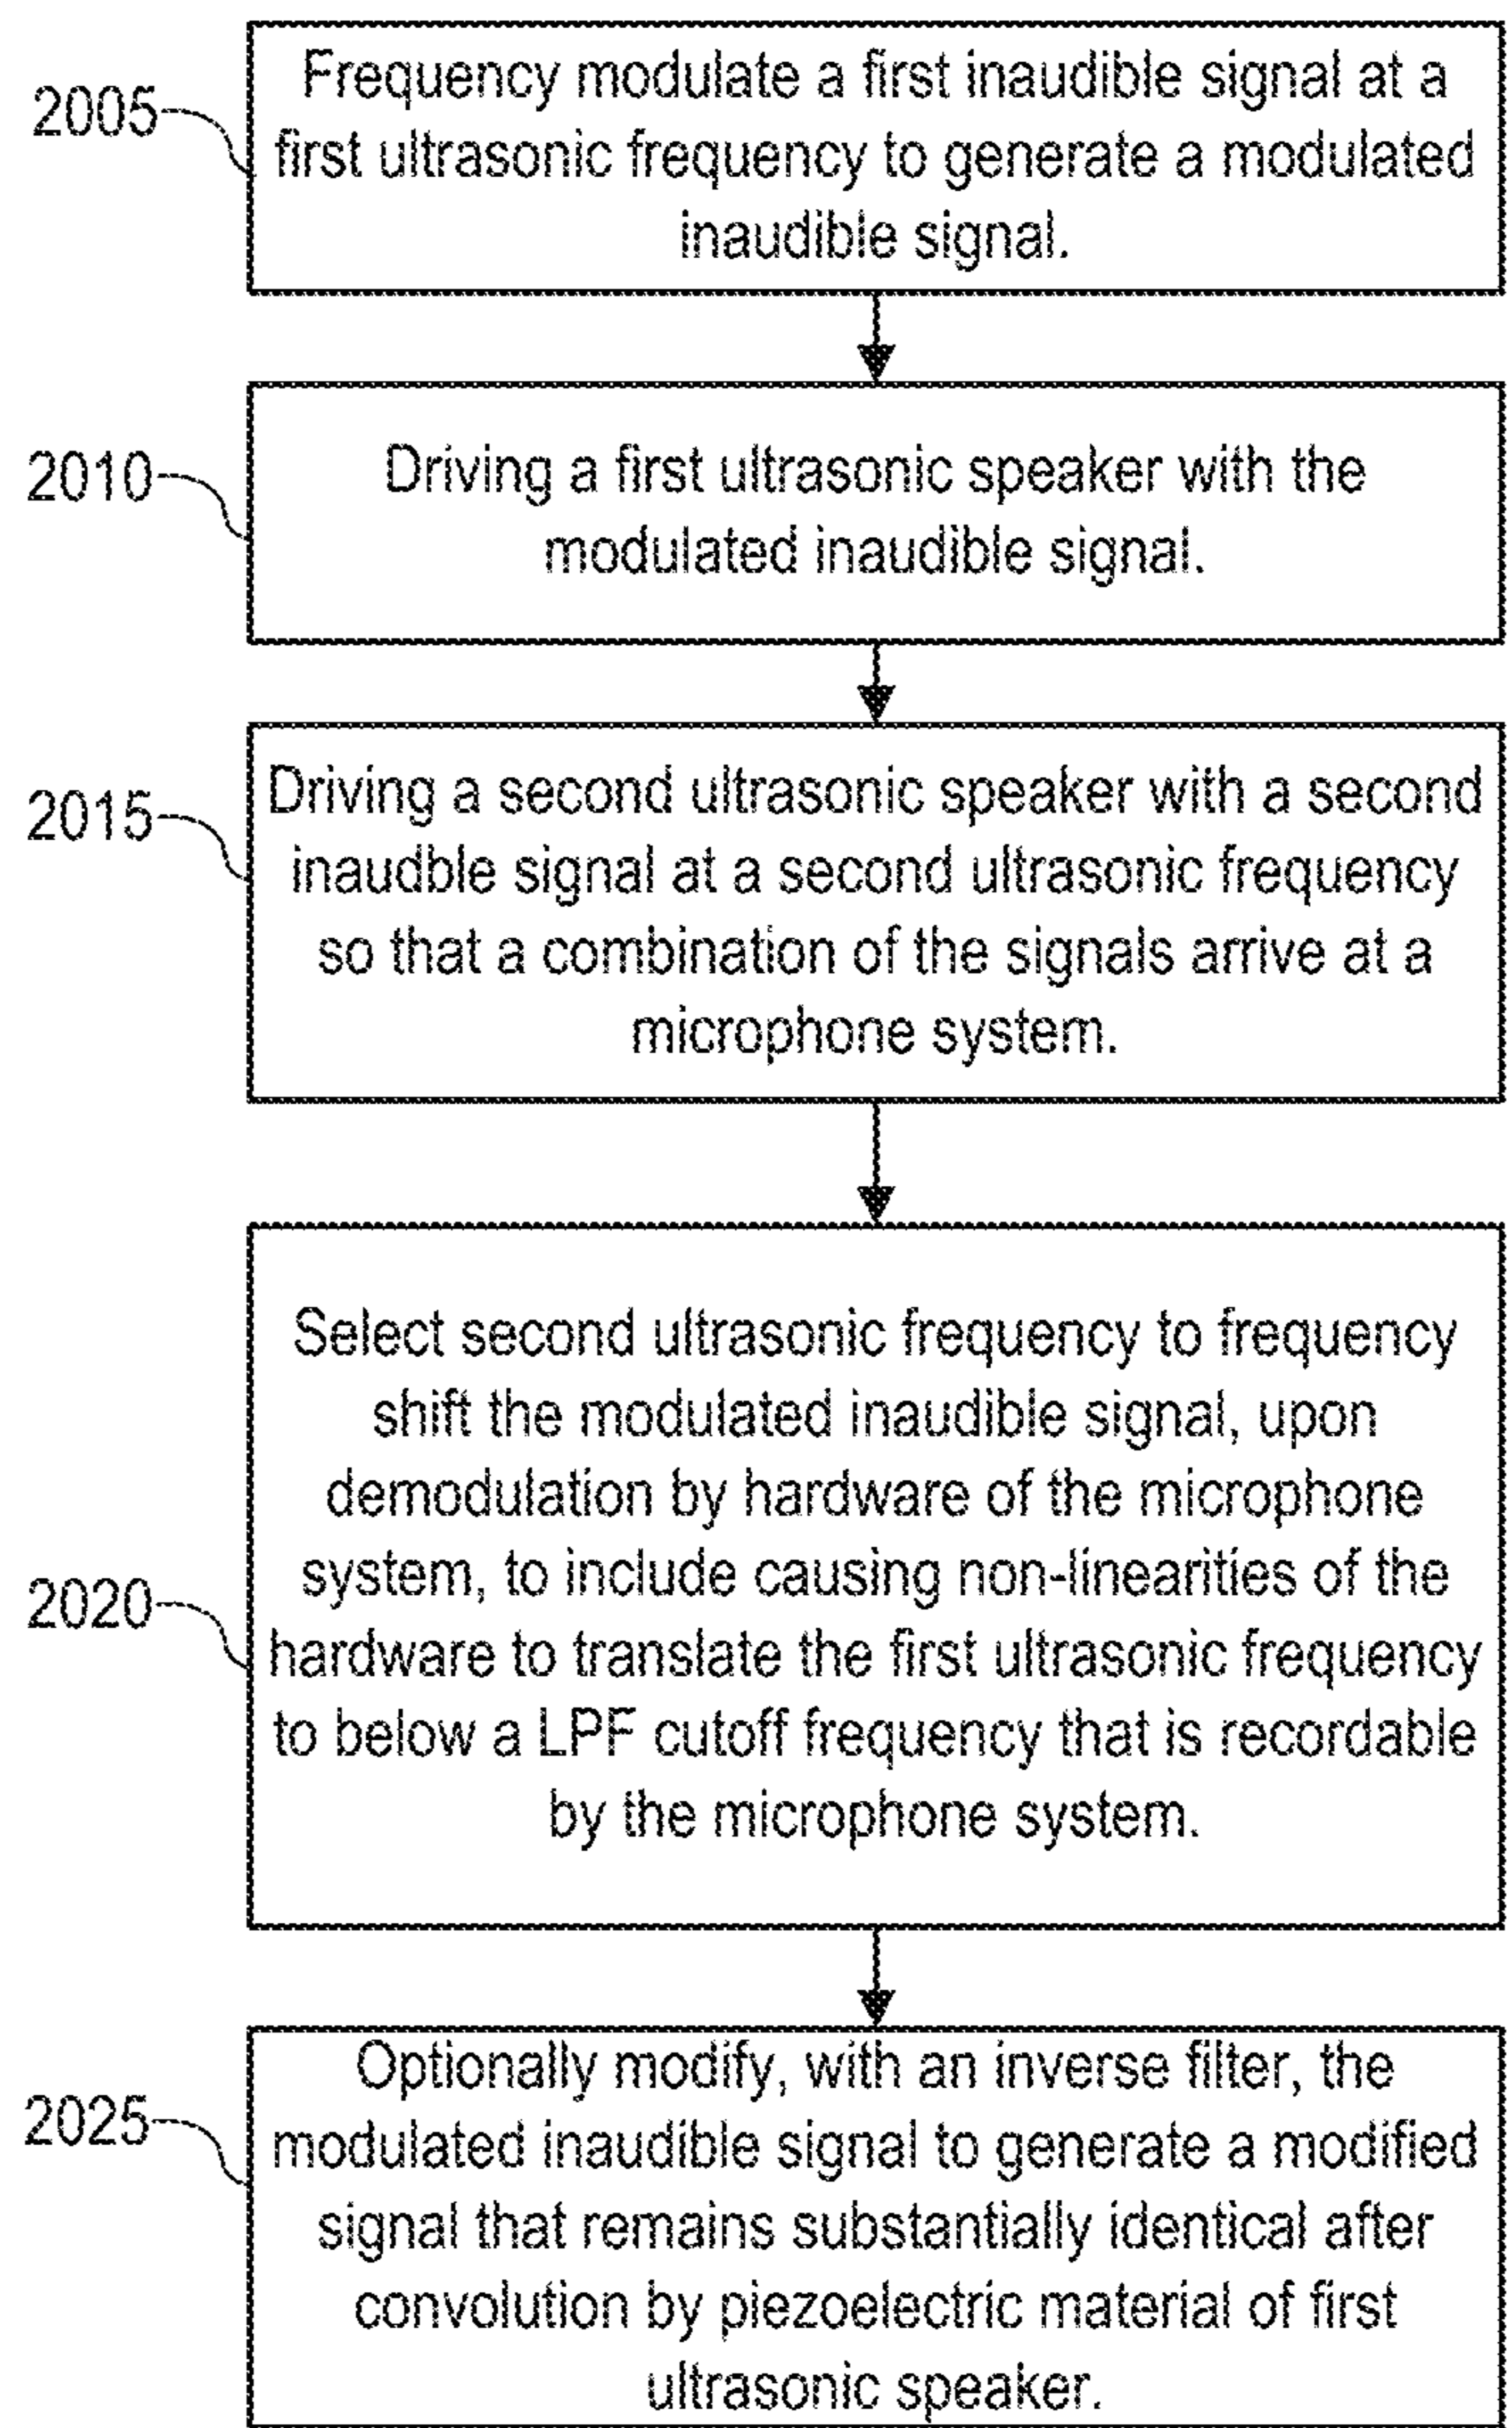 2005
Frequency modulate a first inaudible signal at a
first ultrasonic frequency to generate a modulated
inaudible signal.
2010
Driving a first ultrasonic speaker with the
modulated inaudible signal.
2015
Driving a second ultrasonic speaker with a second
inaudble signal at a second ultrasonic frequency
so that a combination of the signals arrive at a
microphone system.
2020
Select second ultrasonic frequency to frequency
shift the modulated inaudible signal, upon
demodulation by hardware of the microphone
system, to include causing non-linearities of the
hardware to translate the first ultrasonic frequency
to below a LPF cutoff frequency that is recordable
by the microphone system.
2025
Optionally modify, with an inverse filter, the
modulated inaudible signal to generate a modified
signal that remains substantially identical after
convolution by piezoelectric material of first
ultrasonic speaker.